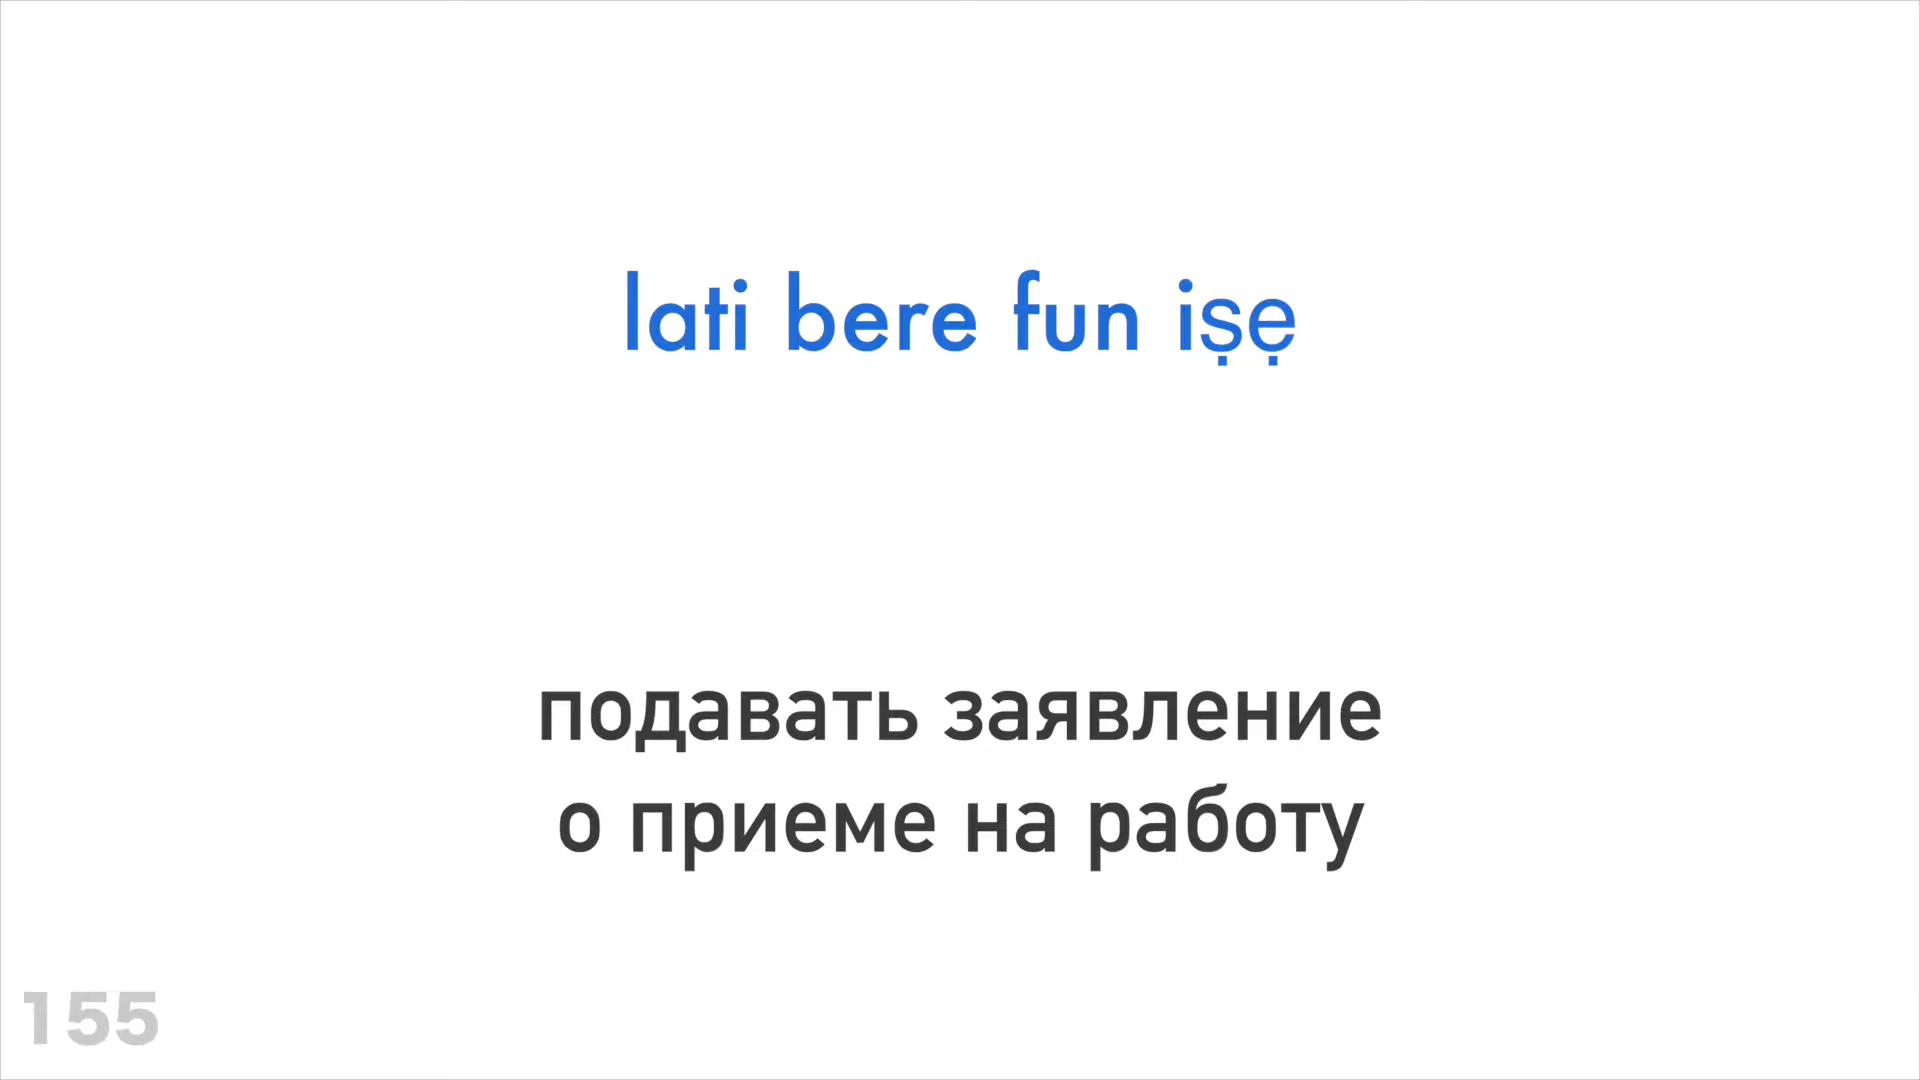 lati bere fun iṣẹ
подавать заявление
о приеме на работу
155